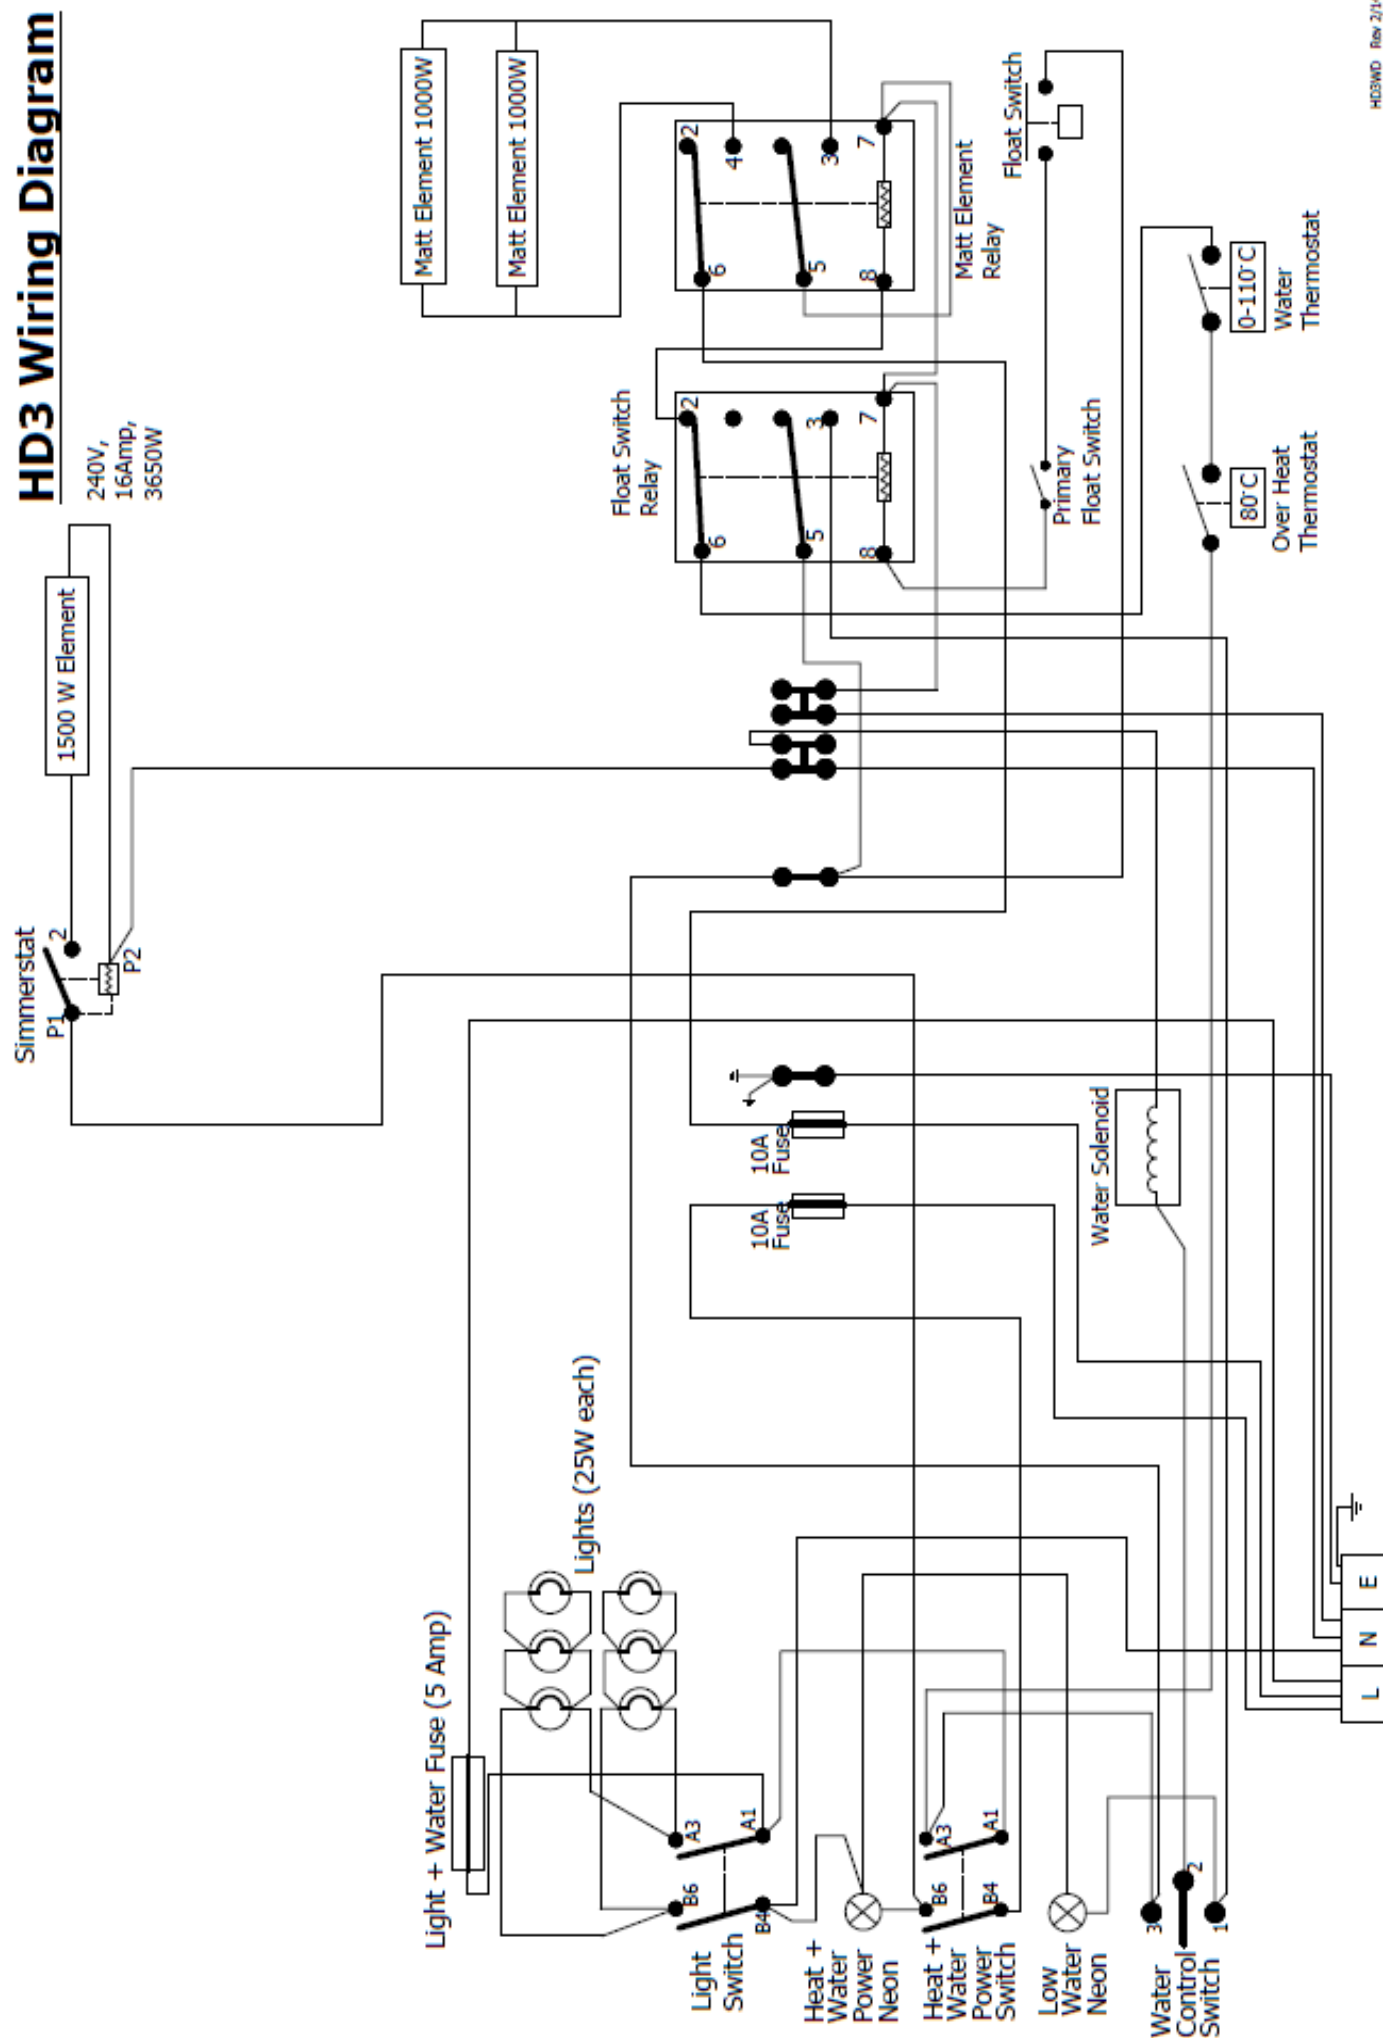 HD3 Wiring Diagram
240V,
16Amp,
3650W
Simmerstat
P1
2
P2
1500 W Element
Matt Element 1000W
Matt Element 1000W
Light + Water Fuse (5 Amp)
Lights (25W each)
Light
Switch
B6
A3
B4
A1
Heat +
Water
Power
Neon
Heat +
Water
Power
Switch
B6
A3
B4
A1
Low
Water
Neon
Water
Control
Switch
3
2
1
10A
Fuse
10A
Fuse
Water Solenoid
Float Switch
Relay
6
2
5
3
8
7
Matt Element
Relay
6
2
4
5
3
8
7
Primary
Float Switch
Float Switch
80°C
Over Heat
Thermostat
0-110°C
Water
Thermostat
L
N
E
HD3WD Rev